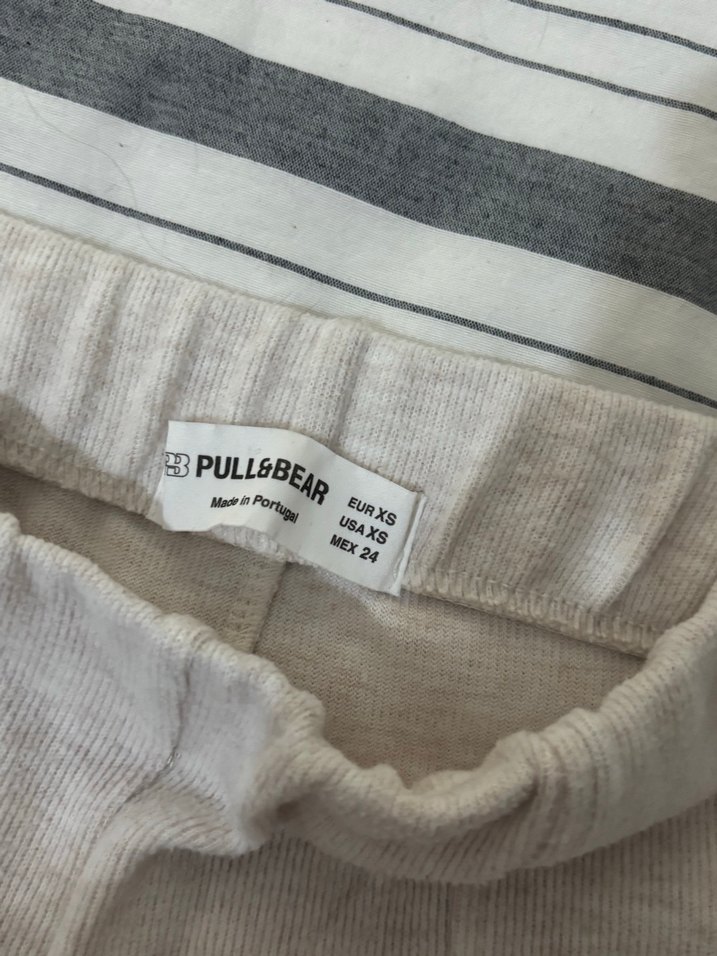 PULL&BEAR
Made in Portugal
EUR XS
USA XS
MEX 24